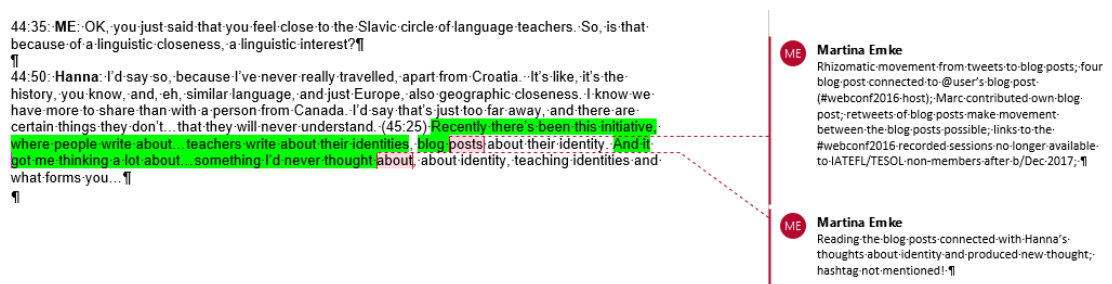 44:35: ME: OK, you just said that you feel close to the Slavic circle of language teachers. So, is that
because of a linguistic closeness, a linguistic interest?¶
¶
44:50: Hanna: I'd say so, because I've never really travelled, apart from Croatia. It's like, it's the
history, you know, and, eh, similar language, and just Europe, also geographic closeness. I know we
have more to share than with a person from Canada. I'd say that's just too far away, and there are
certain things they don't…that they will never understand. (45:25) Recently there's been this initiative,
where people write about…teachers write about their identities, blog posts about their identity. And it
got me thinking a lot about…something I'd never thought about, about identity, teaching identities and
what forms you…¶
¶
Martina Emke
Rhizomatic movement from tweets to blog posts; four
blog post connected to @user's blog post
(#webconf2016 host); Marc contributed own blog
post; retweets of blog posts make movement
between the blog posts possible; links to the
#webconf2016 recorded sessions no longer available
to IATEFL/TESOL non-members after b/Dec 2017; ¶
Martina Emke
Reading the blog posts connected with Hanna's
thoughts about identity and produced new thought;
hashtag not mentioned! ¶
ME
ME